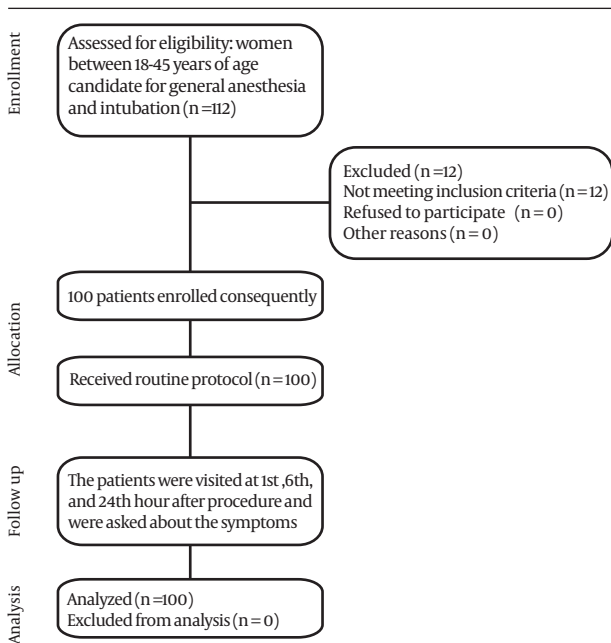 Enrollment
Assessed for eligibility: women
between 18-45 years of age
candidate for general anesthesia
and intubation (n =112)
Excluded (n =12)
Not meeting inclusion criteria (n = 12)
Refused to participate (n = 0)
Other reasons (n = 0)
Allocation
100 patients enrolled consequently
Received routine protocol (n = 100)
Follow up
The patients were visited at 1st ,6th,
and 24th hour after procedure and
were asked about the symptoms
Analysis
Analyzed (n =100)
Excluded from analysis (n = 0)